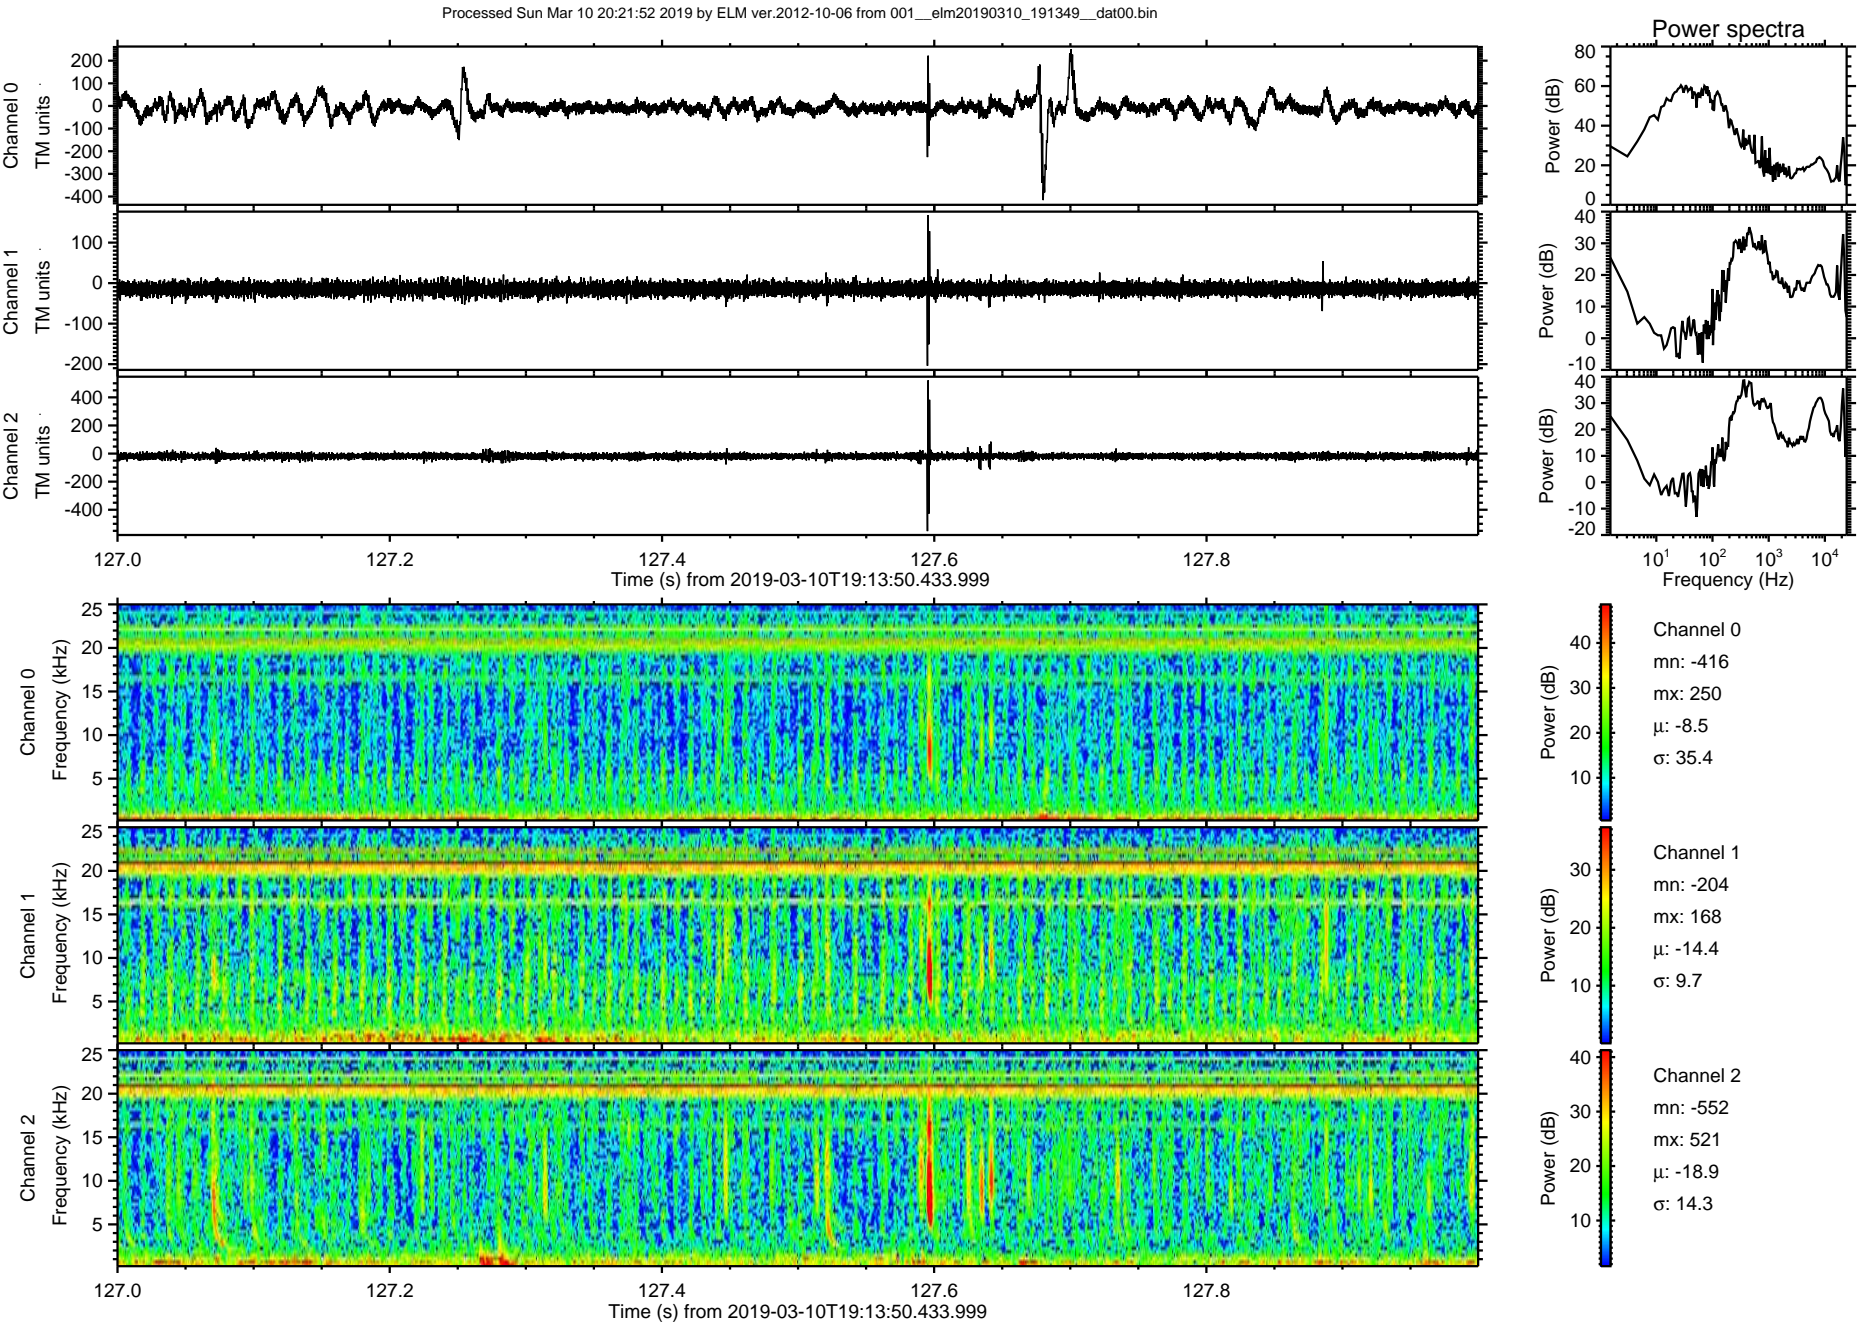 Processed Sun Mar 10 20:21:52 2019 by ELM ver.2012-10-06 from 001__elm20190310_191349__dat00.bin
Power spectra
Channel 0
TM units
200
100
0
-100
-200
-300
-400
Power (dB)
80
60
40
20
0
Channel 1
TM units
100
0
-100
-200
Power (dB)
40
30
20
10
0
-10
Channel 2
TM units
400
200
0
-200
-400
Power (dB)
40
30
20
10
0
-10
-20
127.0 127.2 127.4 127.6 127.8
Time (s) from 2019-03-10T19:13:50.433.999
10¹ 10² 10³ 10⁴
Frequency (Hz)
Channel 0
Frequency (kHz)
25
20
15
10
5
Power (dB)
40
30
20
10
Channel 0
mn: -416
mx: 250
μ: -8.5
σ: 35.4
Channel 1
Frequency (kHz)
25
20
15
10
5
Power (dB)
30
20
10
Channel 1
mn: -204
mx: 168
μ: -14.4
σ: 9.7
Channel 2
Frequency (kHz)
25
20
15
10
5
Power (dB)
40
30
20
10
Channel 2
mn: -552
mx: 521
μ: -18.9
σ: 14.3
127.0 127.2 127.4 127.6 127.8
Time (s) from 2019-03-10T19:13:50.433.999